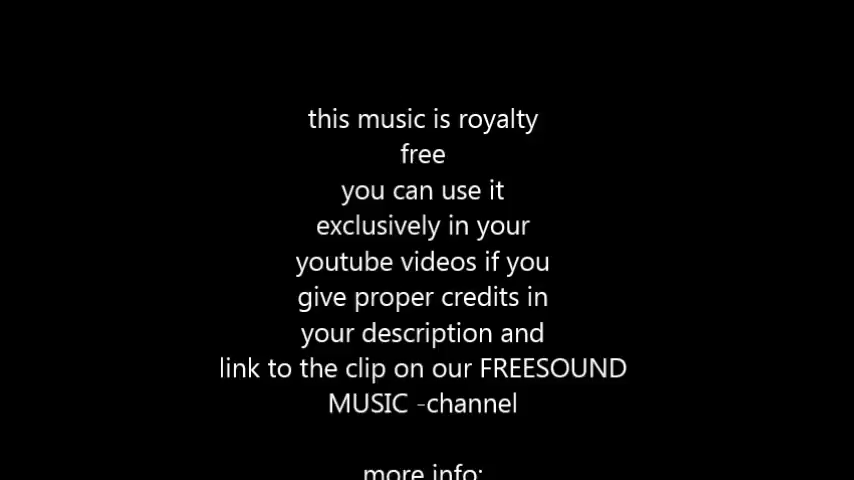 this music is royalty
free
you can use it
exclusively in your
youtube videos if you
give proper credits in
your description and
link to the clip on our FREESOUND
MUSIC -channel
more info: